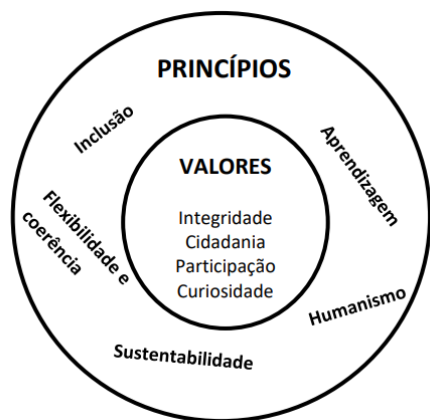 PRINCÍPIOS
Inclusão
Aprendizagem
VALORES
Integridade
Cidadania
Participação
Curiosidade
Flexibilidade e
coerência
Humanismo
Sustentabilidade